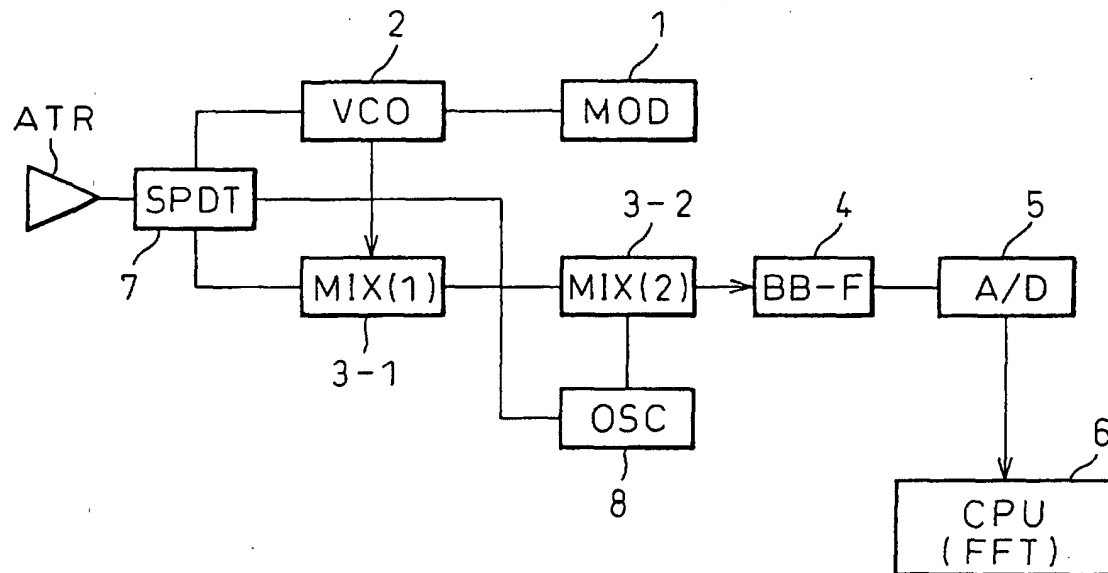 2
1
VCO
MOD
ATR
SPDT
7
3-2
4
5
MIX(1)
MIX(2)
BB-F
A/D
3-1
OSC
8
6
CPU
(FFT)